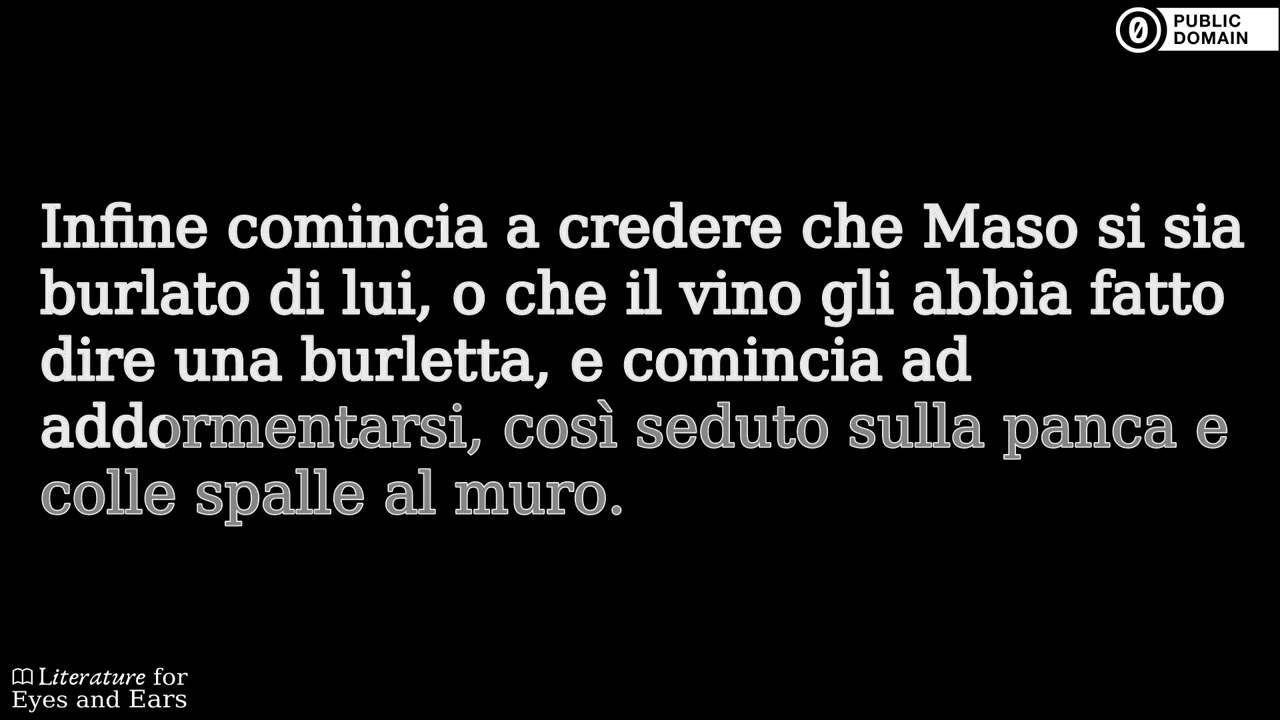 PUBLIC
DOMAIN
Infine comincia a credere che Maso si sia
burlato di lui, o che il vino gli abbia fatto
dire una burletta, e comincia ad
addormentarsi, così seduto sulla panca e
colle spalle al muro.
Literature for
Eyes and Ears